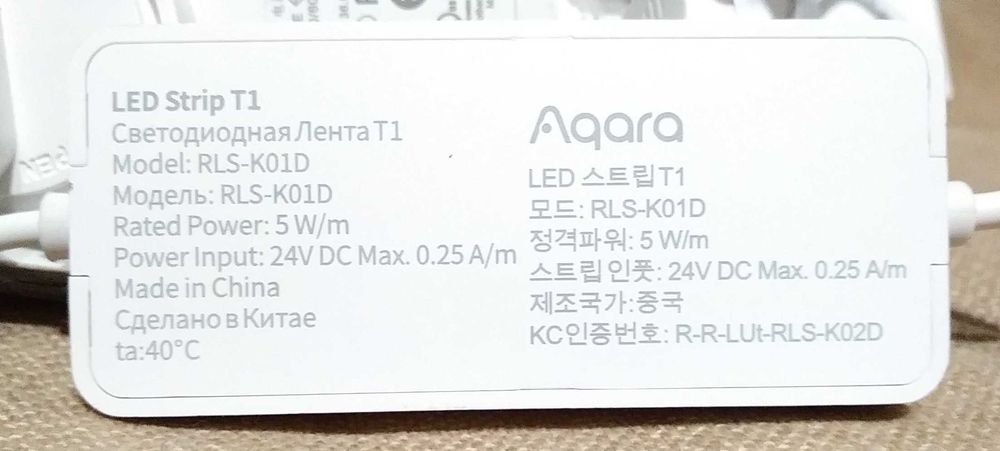 LED Strip T1
Светодиодная Лента T1
Model: RLS-K01D
Модель: RLS-K01D
Rated Power: 5 W/m
Power Input: 24V DC Max. 0.25 A/m
Made in China
Сделано в Китае
ta:40°C
Aqara
LED 스트립 T1
모드: RLS-K01D
정격파워: 5 W/m
스트립 인풋: 24V DC Max. 0.25 A/m
제조국가:중국
KC인증번호: R-R-LUt-RLS-K02D